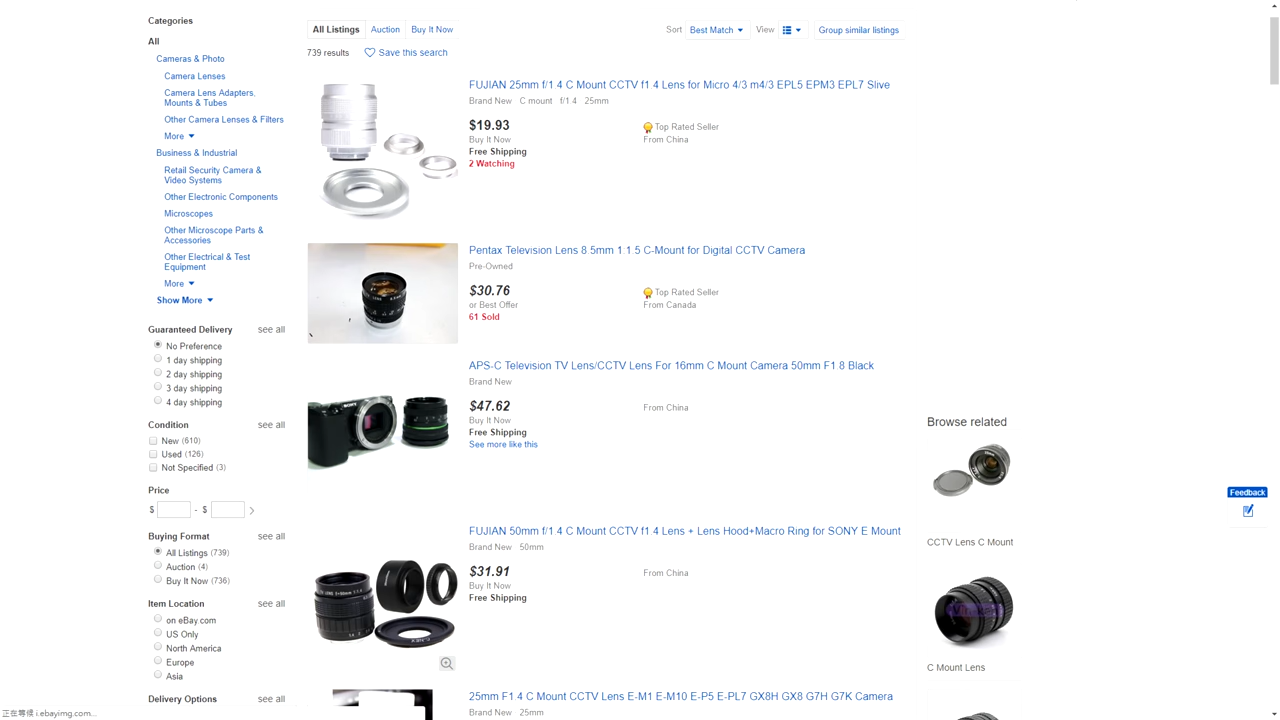 Categories
All
Cameras & Photo
Camera Lenses
Camera Lens Adapters,
Mounts & Tubes
Other Camera Lenses & Filters
More
Business & Industrial
Retail Security Camera &
Video Systems
Other Electronic Components
Microscopes
Other Microscope Parts &
Accessories
Other Electrical & Test
Equipment
More
Show More
Guaranteed Delivery see all
No Preference
1 day shipping
2 day shipping
3 day shipping
4 day shipping
Condition see all
New (610)
Used (126)
Not Specified (3)
Price
$ - $
Buying Format see all
All Listings (739)
Auction (4)
Buy It Now (736)
Item Location see all
on eBay.com
US Only
North America
Europe
Asia
Delivery Options see all
All Listings Auction Buy It Now
Sort Best Match View Group similar listings
739 results Save this search
FUJIAN 25mm f/1 4 C Mount CCTV f1 4 Lens for Micro 4/3 m4/3 EPL5 EPM3 EPL7 Slive
Brand New C mount f/1.4 25mm
$19.93
Buy It Now
Free Shipping
2 Watching
Top Rated Seller
From China
Pentax Television Lens 8.5mm 1:1.5 C-Mount for Digital CCTV Camera
Pre-Owned
$30.76
or Best Offer
61 Sold
Top Rated Seller
From Canada
APS-C Television TV Lens/CCTV Lens For 16mm C Mount Camera 50mm F1.8 Black
Brand New
$47.62
Buy It Now
Free Shipping
See more like this
From China
FUJIAN 50mm f/1 4 C Mount CCTV f1 4 Lens + Lens Hood+Macro Ring for SONY E Mount
Brand New 50mm
$31.91
Buy It Now
Free Shipping
From China
25mm F1.4 C Mount CCTV Lens E-M1 E-M10 E-P5 E-PL7 GX8H GX8 G7H G7K Camera
Brand New 25mm
Browse related
CCTV Lens C Mount
C Mount Lens
Feedback
正在等候 i.ebayimg.com...